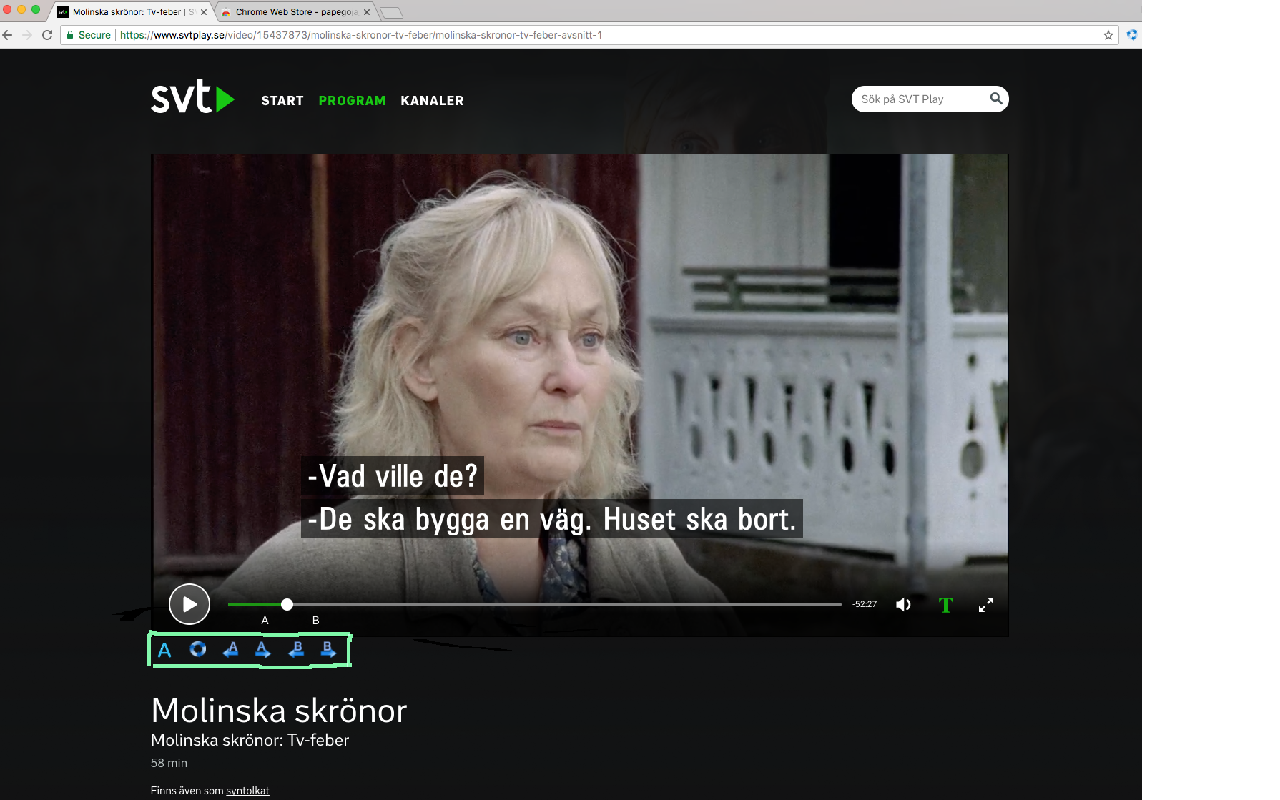 Molinska skrönor: Tv-feber |
Chrome Web Store - papegoja
Secure
https://www.svtplay.se/video/15437873/molinska-skronor-tv-feber/molinska-skronor-tv-feber-avsnitt-1
svt
START PROGRAM KANALER
Sök på SVT Play
-Vad ville de?
-De ska bygga en väg. Huset ska bort.
-52:27
T
A B
A A A B B
Molinska skrönor
Molinska skrönor: Tv-feber
58 min
Finns även som syntolkat